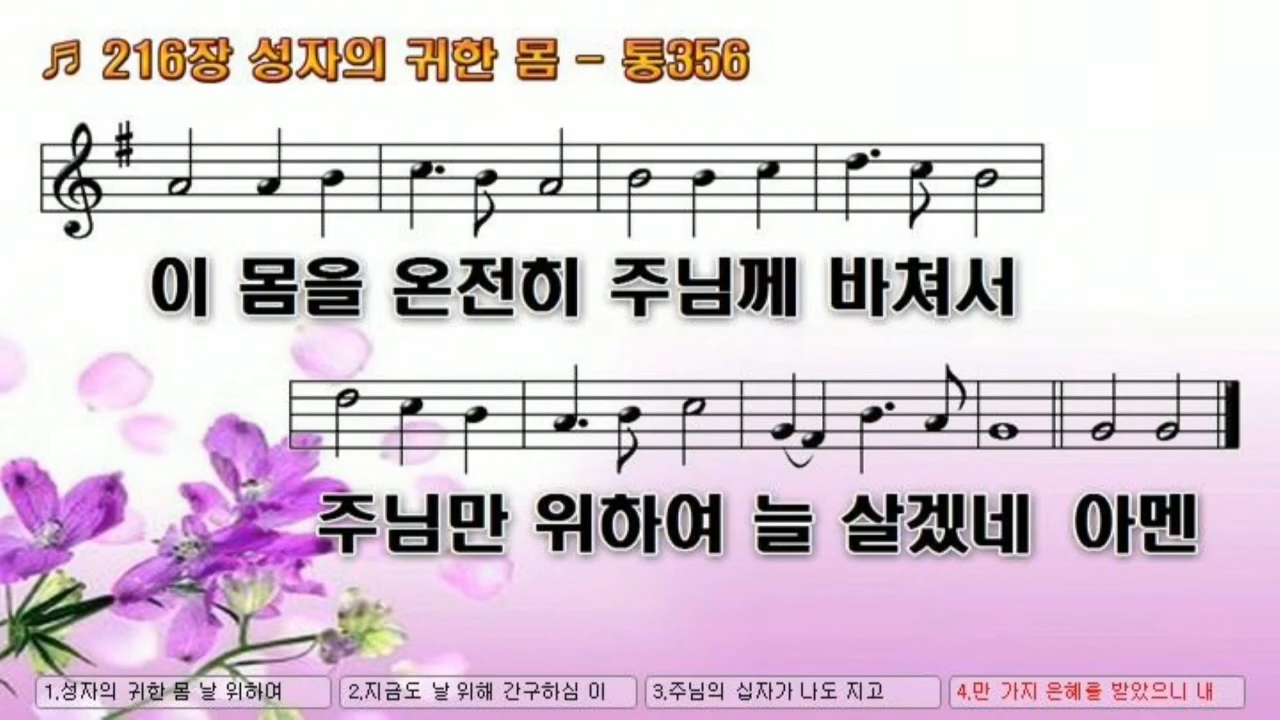 ♬ 216장 성자의 귀한 몸 - 통356
이 몸을 온전히 주님께 바쳐서
주님만 위하여 늘 살겠네 아멘
1.성자의 귀한 몸 날 위하여
2.지금도 날 위해 간구하심 이
3.주님의 십자가 나도 지고
4.만 가지 은혜를 받았으니 내